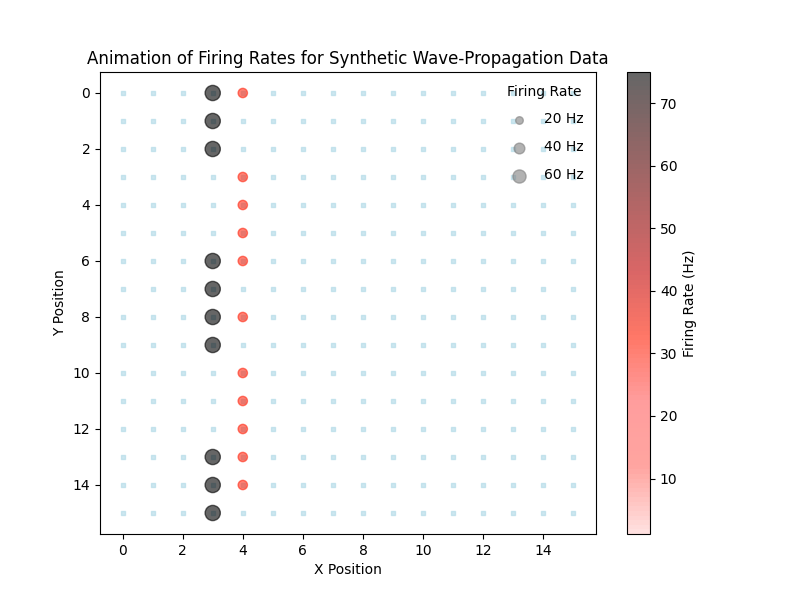 Animation of Firing Rates for Synthetic Wave-Propagation Data
Firing Rate
20 Hz
40 Hz
60 Hz
0
2
4
6
8
10
12
14
Y Position
0 2 4 6 8 10 12 14
X Position
70
60
50
40
30
20
10
Firing Rate (Hz)